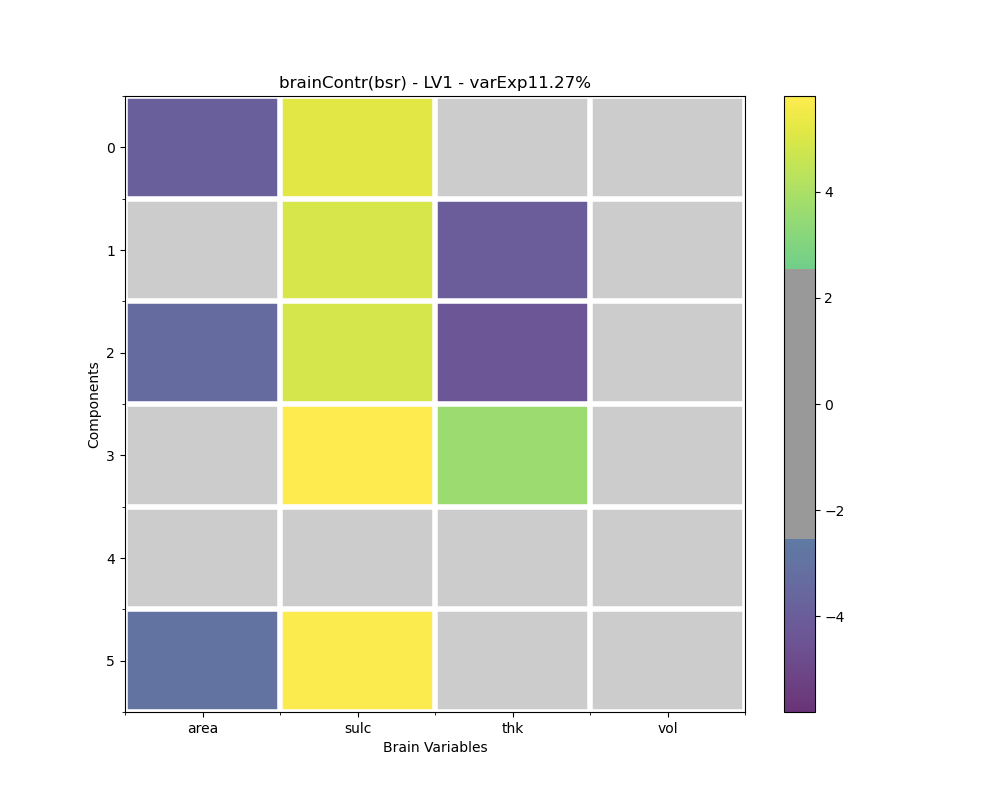 brainContr(bsr) - LV1 - varExp11.27%
0
1
2
3
4
5
Components
area sulc thk vol
Brain Variables
4
2
0
−2
−4